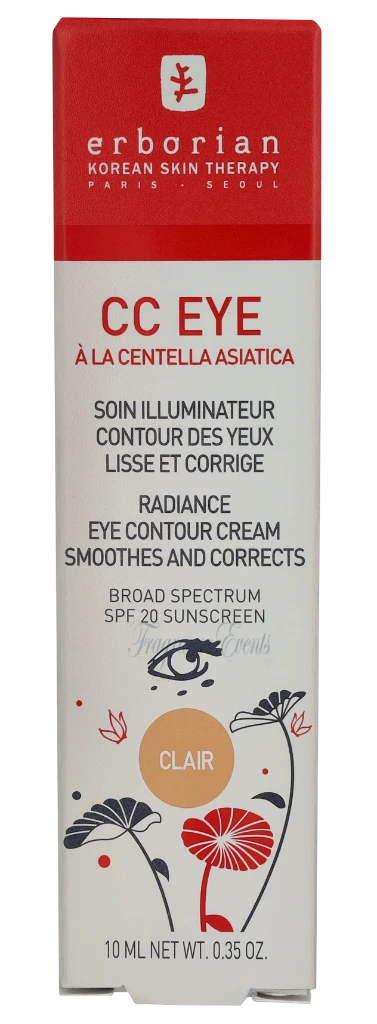 erborian
KOREAN SKIN THERAPY
PARIS · SEOUL
CC EYE
À LA CENTELLA ASIATICA
SOIN ILLUMINATEUR
CONTOUR DES YEUX
LISSE ET CORRIGE
RADIANCE
EYE CONTOUR CREAM
SMOOTHES AND CORRECTS
BROAD SPECTRUM
SPF 20 SUNSCREEN
Events
CLAIR
10 ML NET WT. 0.35 OZ.